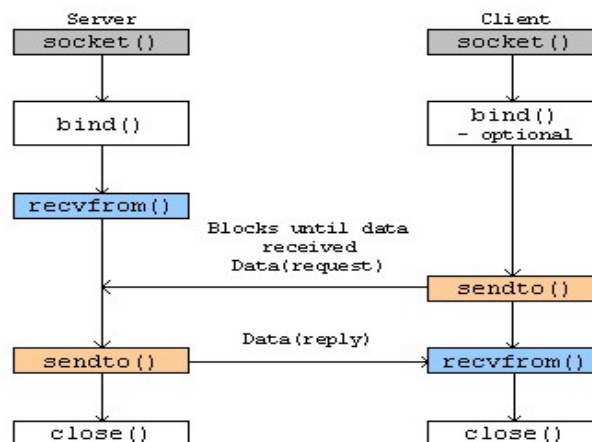 Server
Client
socket()
socket()
bind()
bind()
- optional
recvfrom()
Blocks until data
received
Data(request)
sendto()
Data(reply)
sendto()
recvfrom()
close()
close()